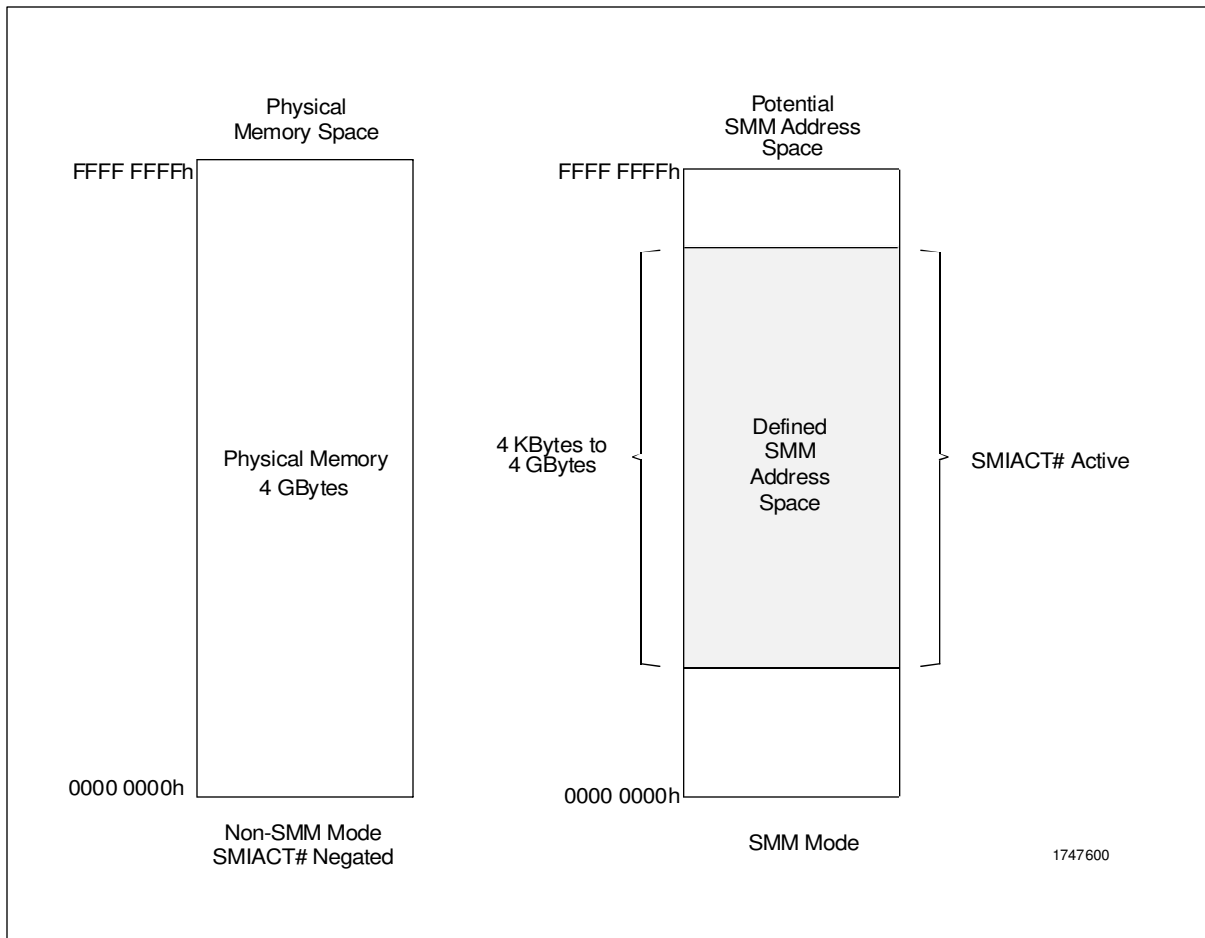 Physical
Memory Space
FFFF FFFFh
Physical Memory
4 GBytes
0000 0000h
Non-SMM Mode
SMIACT# Negated
Potential
SMM Address
Space
FFFF FFFFh
4 KBytes to
4 GBytes
Defined
SMM
Address
Space
SMIACT# Active
0000 0000h
SMM Mode
1747600